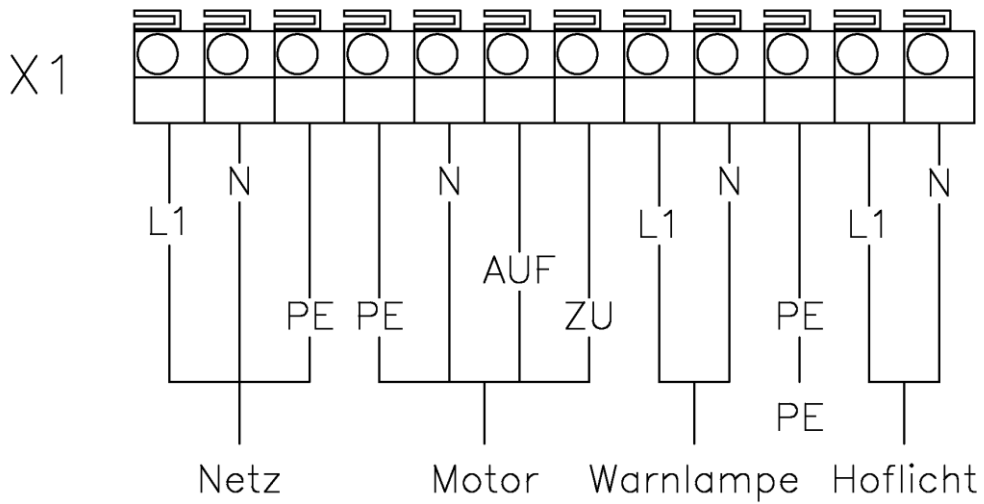 X1
N N N N
L1 L1 L1
AUF
PE PE ZU PE
PE
Netz Motor Warnlampe Hoflicht